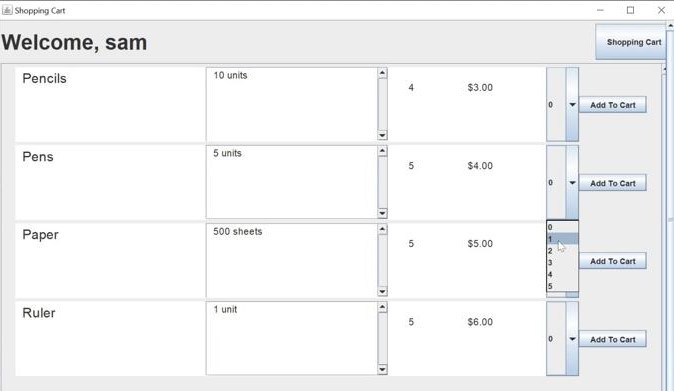 Shopping Cart
Welcome, sam
Shopping Cart
Pencils
10 units
4
$3.00
0
Add To Cart
Pens
5 units
5
$4.00
0
Add To Cart
Paper
500 sheets
5
$5.00
0
1
2
3
4
5
Add To Cart
Ruler
1 unit
5
$6.00
0
Add To Cart